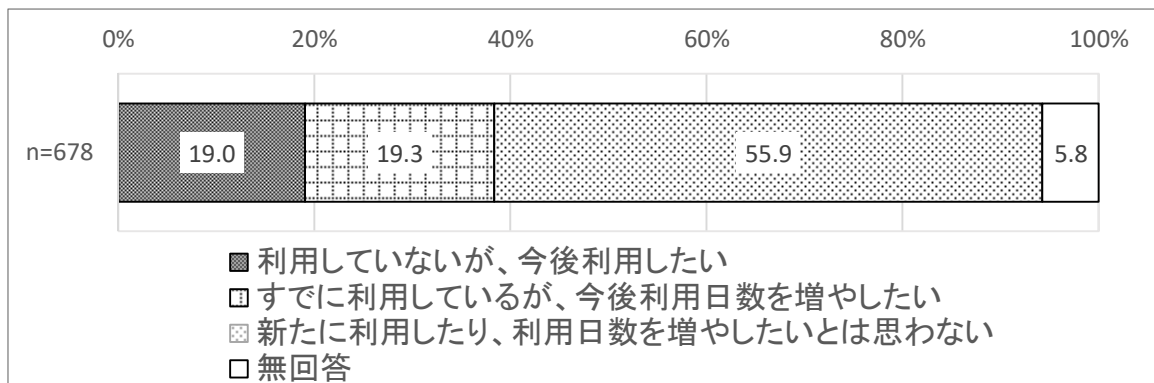 0% 20% 40% 60% 80% 100%
n=678 19.0 19.3 55.9 5.8
利用していないが、今後利用したい
すでに利用しているが、今後利用日数を増やしたい
新たに利用したり、利用日数を増やしたいとは思わない
無回答